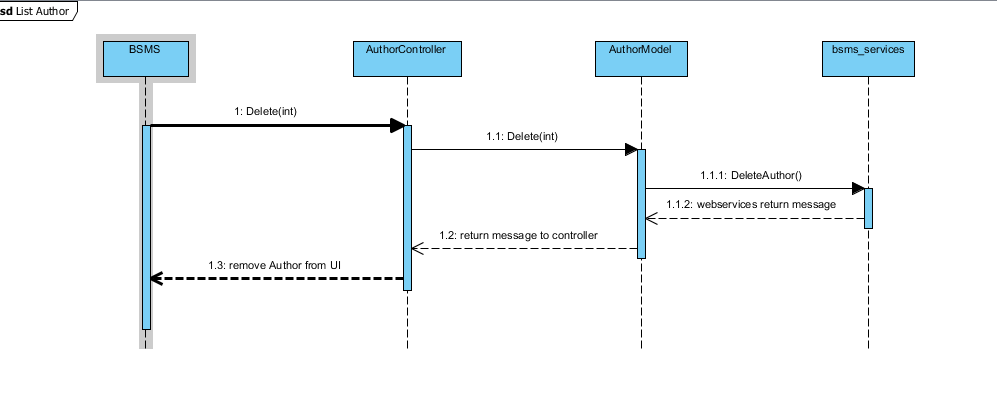 sd List Author
BSMS
AuthorController
AuthorModel
bsms_services
1: Delete(int)
1.1: Delete(int)
1.1.1: DeleteAuthor()
1.1.2: webservices return message
1.2: return message to controller
1.3: remove Author from UI